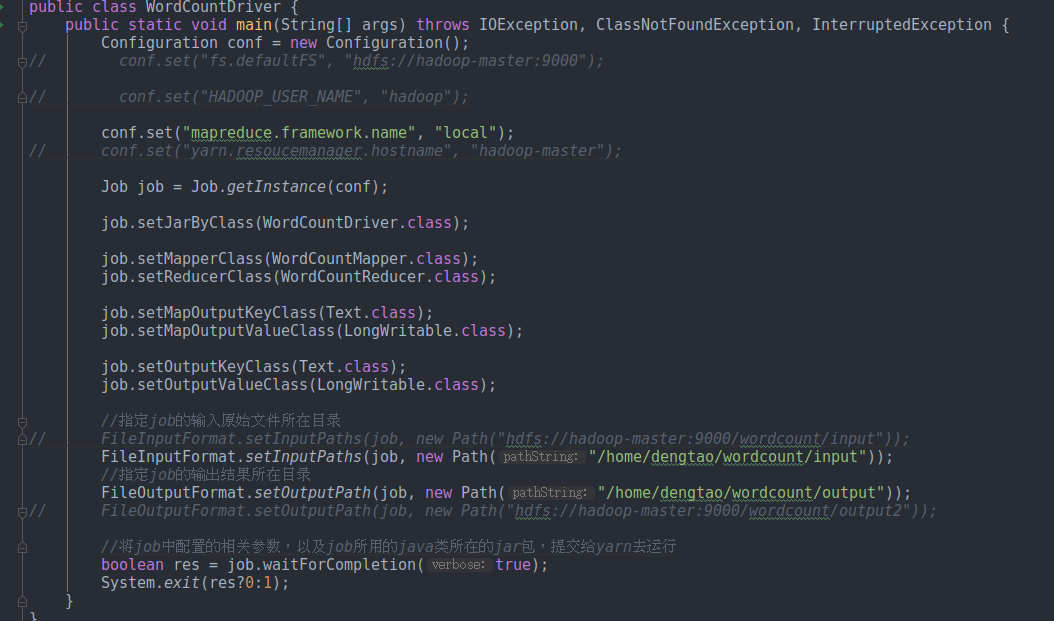 public class WordCountDriver {
public static void main(String[] args) throws IOException, ClassNotFoundException, InterruptedException {
Configuration conf = new Configuration();
// conf.set("fs.defaultFS", "hdfs://hadoop-master:9000");
// conf.set("HADOOP_USER_NAME", "hadoop");
conf.set("mapreduce.framework.name", "local");
// conf.set("yarn.resoucemanager.hostname", "hadoop-master");
Job job = Job.getInstance(conf);
job.setJarByClass(WordCountDriver.class);
job.setMapperClass(WordCountMapper.class);
job.setReducerClass(WordCountReducer.class);
job.setMapOutputKeyClass(Text.class);
job.setMapOutputValueClass(LongWritable.class);
job.setOutputKeyClass(Text.class);
job.setOutputValueClass(LongWritable.class);
//指定job的输入原始文件所在目录
// FileInputFormat.setInputPaths(job, new Path("hdfs://hadoop-master:9000/wordcount/input"));
FileInputFormat.setInputPaths(job, new Path( pathString: "/home/dengtao/wordcount/input"));
//指定job的输出结果所在目录
FileOutputFormat.setOutputPath(job, new Path( pathString: "/home/dengtao/wordcount/output"));
// FileOutputFormat.setOutputPath(job, new Path("hdfs://hadoop-master:9000/wordcount/output2"));
//将job中配置的相关参数，以及job所用的java类所在的jar包，提交给yarn去运行
boolean res = job.waitForCompletion( verbose: true);
System.exit(res?0:1);
}
}